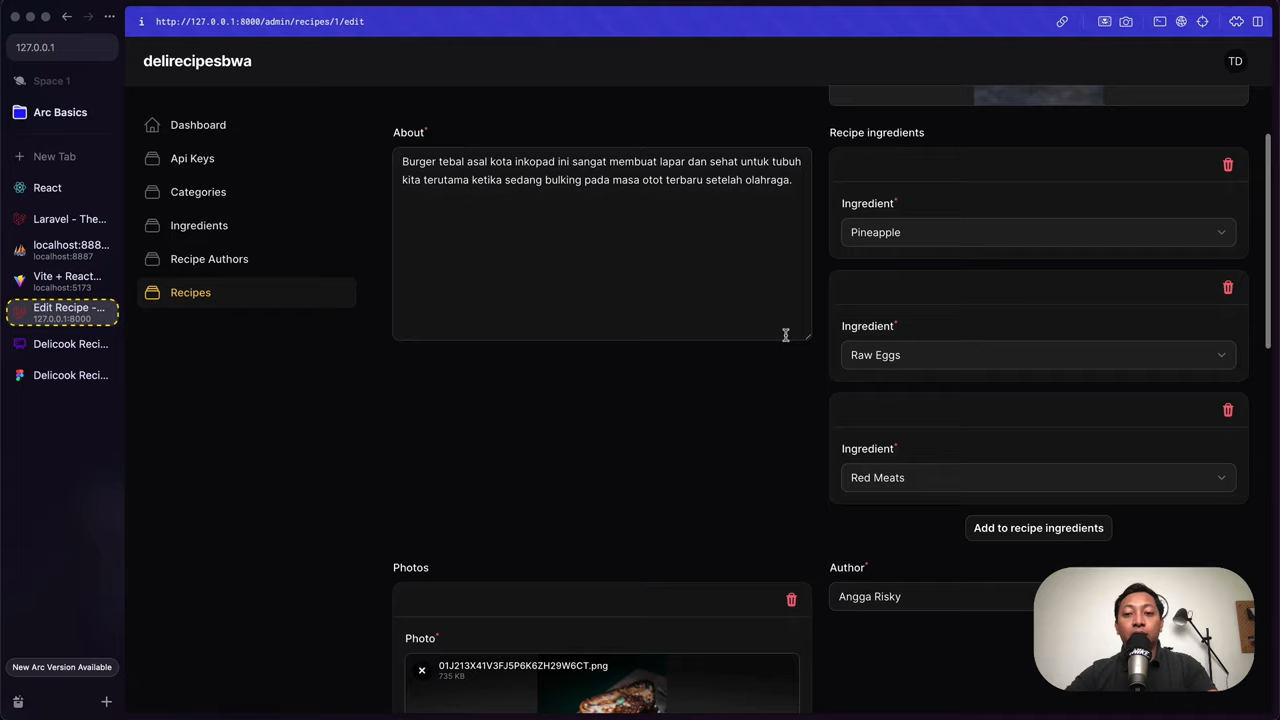 http://127.0.0.1:8000/admin/recipes/1/edit
127.0.0.1
Space 1
Arc Basics
New Tab
React
Laravel - The...
localhost:888...
localhost:8887
Vite + React...
localhost:5173
Edit Recipe -...
127.0.0.1:8000
Delicook Reci...
Delicook Reci...
New Arc Version Available
delirecipesbwa
TD
Dashboard
Api Keys
Categories
Ingredients
Recipe Authors
Recipes
About*
Burger tebal asal kota inkopad ini sangat membuat lapar dan sehat untuk tubuh
kita terutama ketika sedang bulking pada masa otot terbaru setelah olahraga.
Recipe ingredients
Ingredient*
Pineapple
Ingredient*
Raw Eggs
Ingredient*
Red Meats
Add to recipe ingredients
Photos
Photo*
01J213X41V3FJ5P6K6ZH29W6CT.png
735 KB
Author*
Angga Risky